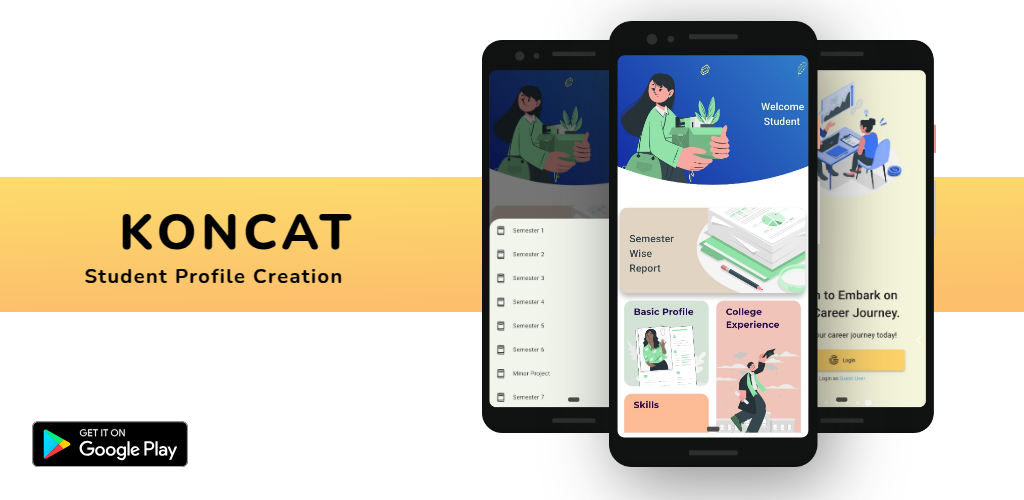 KONCAT
Student Profile Creation
GET IT ON
Google Play
Semester 1
Semester 2
Semester 3
Semester 4
Semester 5
Semester 6
Minor Project
Semester 7
Welcome
Student
Semester
Wise
Report
Basic Profile
College
Experience
Skills
to Embark on
Career Journey.
your career journey today!
Login
Login as Guest User